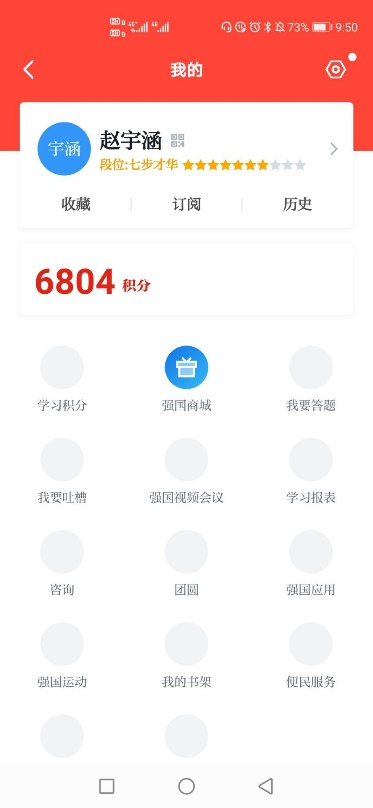 73% 9:50
我的
宇涵
赵宇涵
段位:七步才华
收藏 订阅 历史
6804 积分
学习积分 强国商城 我要答题
我要吐槽 强国视频会议 学习报表
咨询 团圆 强国应用
强国运动 我的书架 便民服务